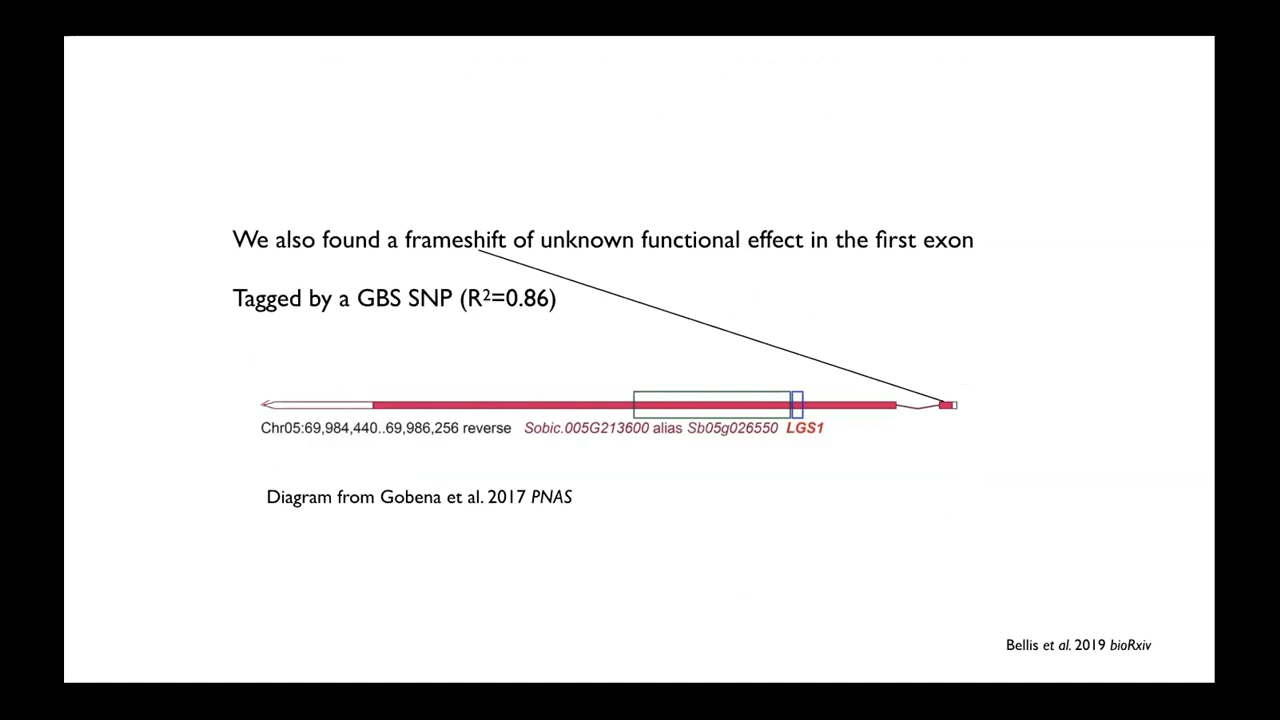 We also found a frameshift of unknown functional effect in the first exon
Tagged by a GBS SNP (R²=0.86)
Chr05:69,984,440..69,986,256 reverse Sobic.005G213600 alias Sb05g026550 LGS1
Diagram from Gobena et al. 2017 PNAS
Bellis et al. 2019 bioRxiv